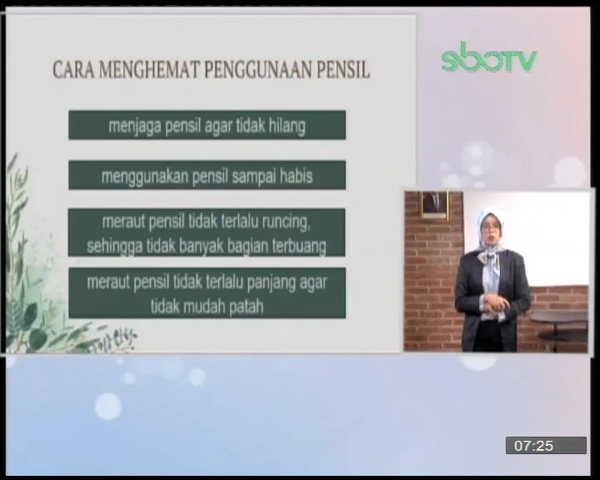 CARA MENGHEMAT PENGGUNAAN PENSIL
sboTV
menjaga pensil agar tidak hilang
menggunakan pensil sampai habis
meraut pensil tidak terlalu runcing,
sehingga tidak banyak bagian terbuang
meraut pensil tidak terlalu panjang agar
tidak mudah patah
07:25